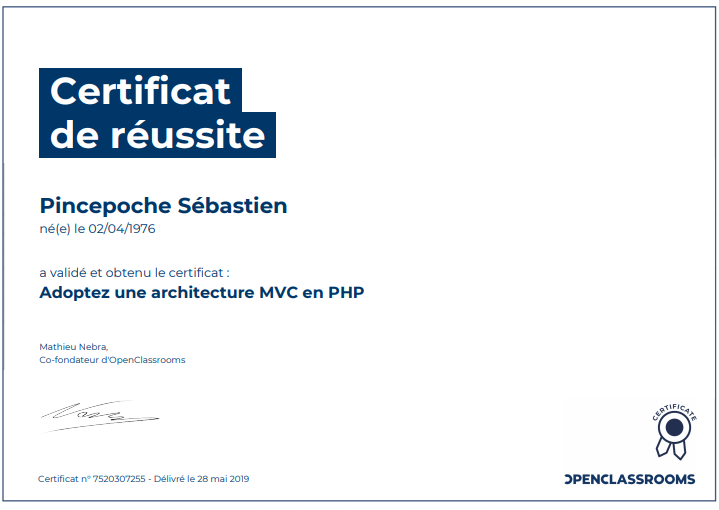 Certificat
de réussite
Pincepoche Sébastien
né(e) le 02/04/1976
a validé et obtenu le certificat :
Adoptez une architecture MVC en PHP
Mathieu Nebra,
Co-fondateur d'OpenClassrooms
CERTIFICATE
OPENCLASSROOMS
Certificat n° 7520307255 - Délivré le 28 mai 2019